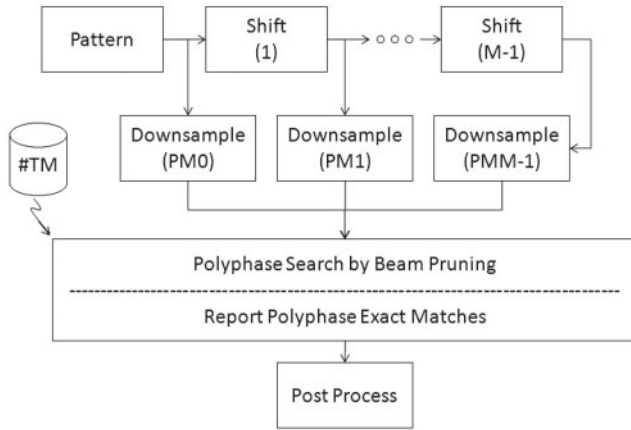 Pattern
Shift
(1)
Shift
(M-1)
#TM
Downsample
(PM0)
Downsample
(PM1)
Downsample
(PMM-1)
Polyphase Search by Beam Pruning
Report Polyphase Exact Matches
Post Process